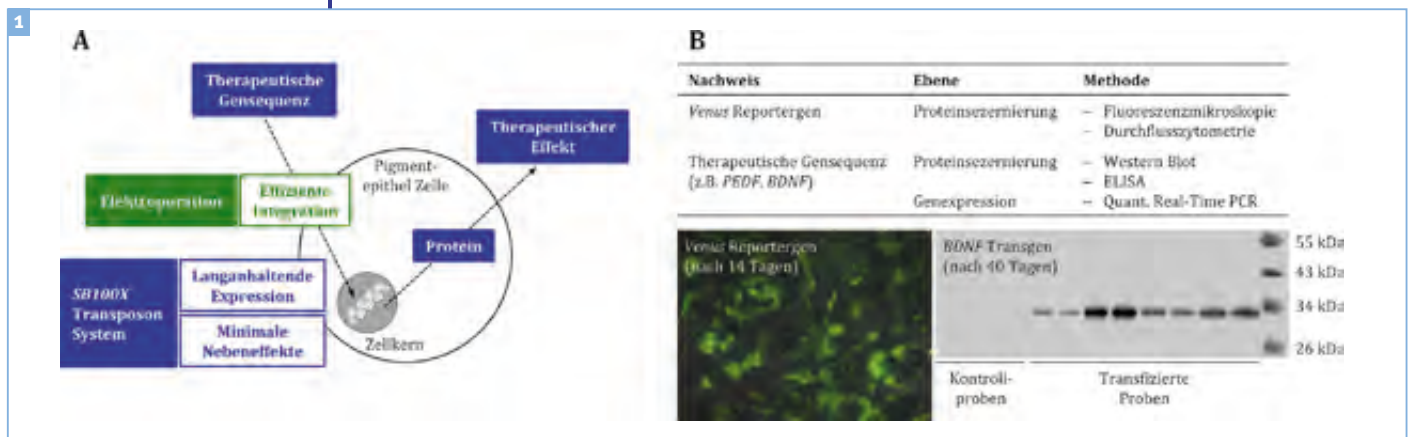 1
A
Therapeutische
Gensequenz
Therapeutischer
Effekt
Pigment-
epithel Zelle
Elektroporation
Effiziente
Integration
Protein
SB100X
Transposon
System
Langanhaltende
Expression
Minimale
Nebeneffekte
Zellkern
B
Nachweis Ebene Methode
Venus Reportergen Proteinsezernierung – Fluoreszenzmikroskopie
– Durchflusszytometrie
Therapeutische Gensequenz Proteinsezernierung – Western Blot
(z.B. PEDF, BDNF) – ELISA
Genexpression – Quant. Real-Time PCR
Venus Reportergen
(nach 14 Tagen)
BDNF Transgen
(nach 40 Tagen)
55 kDa
43 kDa
34 kDa
26 kDa
Kontroll-
proben
Transfizierte
Proben